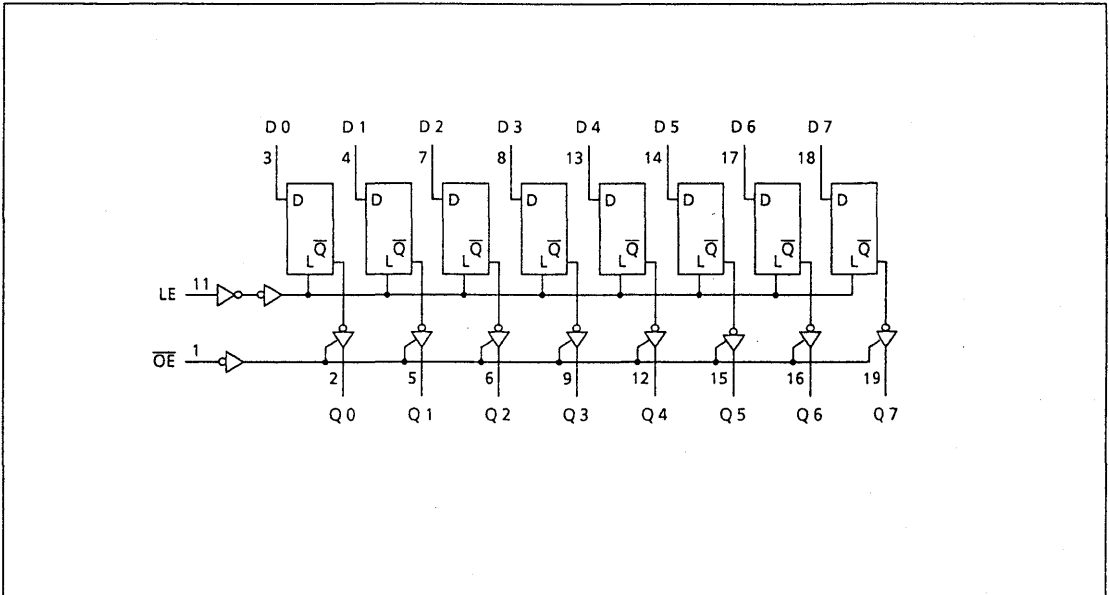 D0 D1 D2 D3 D4 D5 D6 D7
3 4 7 8 13 14 17 18
D D D D D D D D
Q̅ Q̅ Q̅ Q̅ Q̅ Q̅ Q̅ Q̅
L L L L L L L L
LE 11
O̅E̅ 1
2 5 6 9 12 15 16 19
Q0 Q1 Q2 Q3 Q4 Q5 Q6 Q7